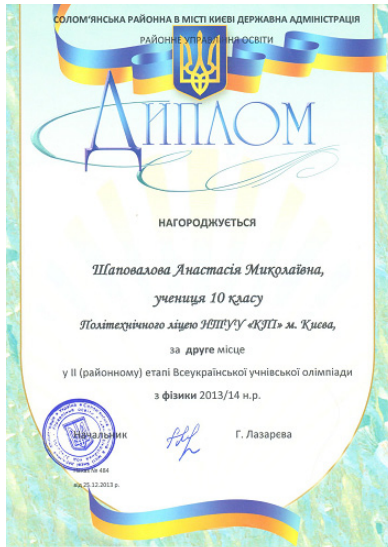 СОЛОМ'ЯНСЬКА РАЙОННА В МІСТІ КИЄВІ ДЕРЖАВНА АДМІНІСТРАЦІЯ
РАЙОННЕ УПРАВЛІННЯ ОСВІТИ
ДИПЛОМ
НАГОРОДЖУЄТЬСЯ
Шаповалова Анастасія Миколаївна,
учениця 10 класу
Політехнічного ліцею НТУУ «КПІ» м. Києва,
за друге місце
у ІІ (районному) етапі Всеукраїнської учнівської олімпіади
з фізики 2013/14 н.р.
Начальник Г. Лазарєва
Наказ № 484
від 25.12.2013 р.